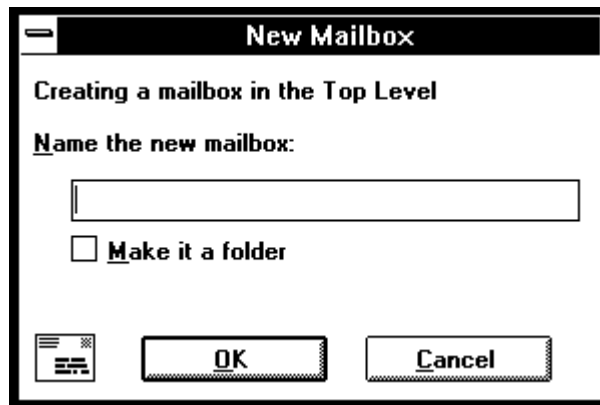 New Mailbox
Creating a mailbox in the Top Level
Name the new mailbox:
Make it a folder
OK Cancel